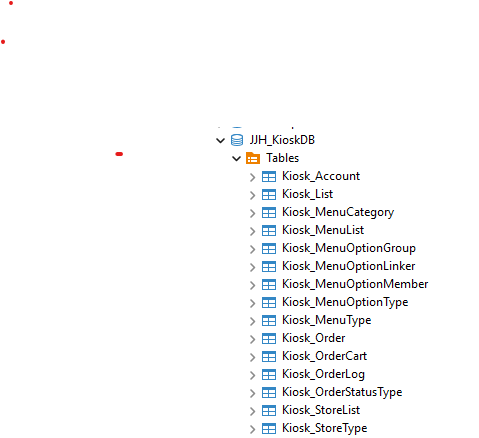 JJH_KioskDB
Tables
Kiosk_Account
Kiosk_List
Kiosk_MenuCategory
Kiosk_MenuList
Kiosk_MenuOptionGroup
Kiosk_MenuOptionLinker
Kiosk_MenuOptionMember
Kiosk_MenuOptionType
Kiosk_MenuType
Kiosk_Order
Kiosk_OrderCart
Kiosk_OrderLog
Kiosk_OrderStatusType
Kiosk_StoreList
Kiosk_StoreType